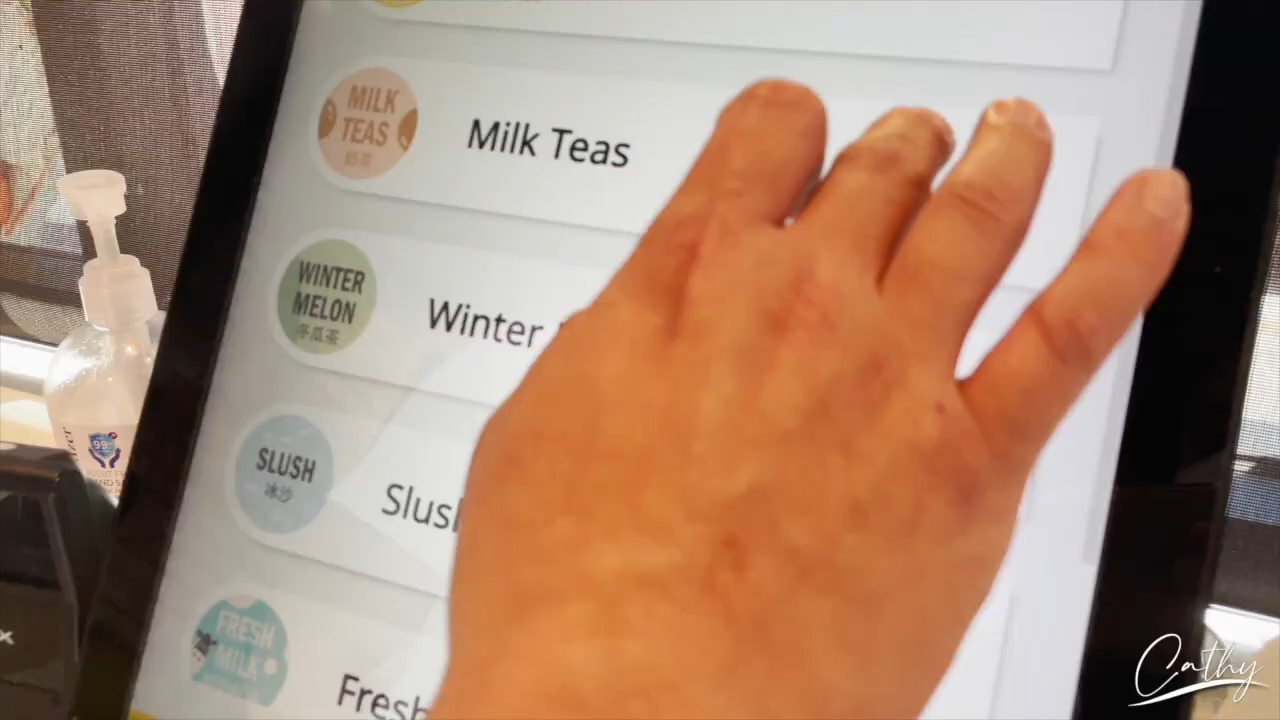 MILK
TEAS
奶茶
Milk Teas
WINTER
MELON
冬瓜茶
Winter
SLUSH
冰沙
Slush
FRESH
MILK
Fresh
99
Cathy